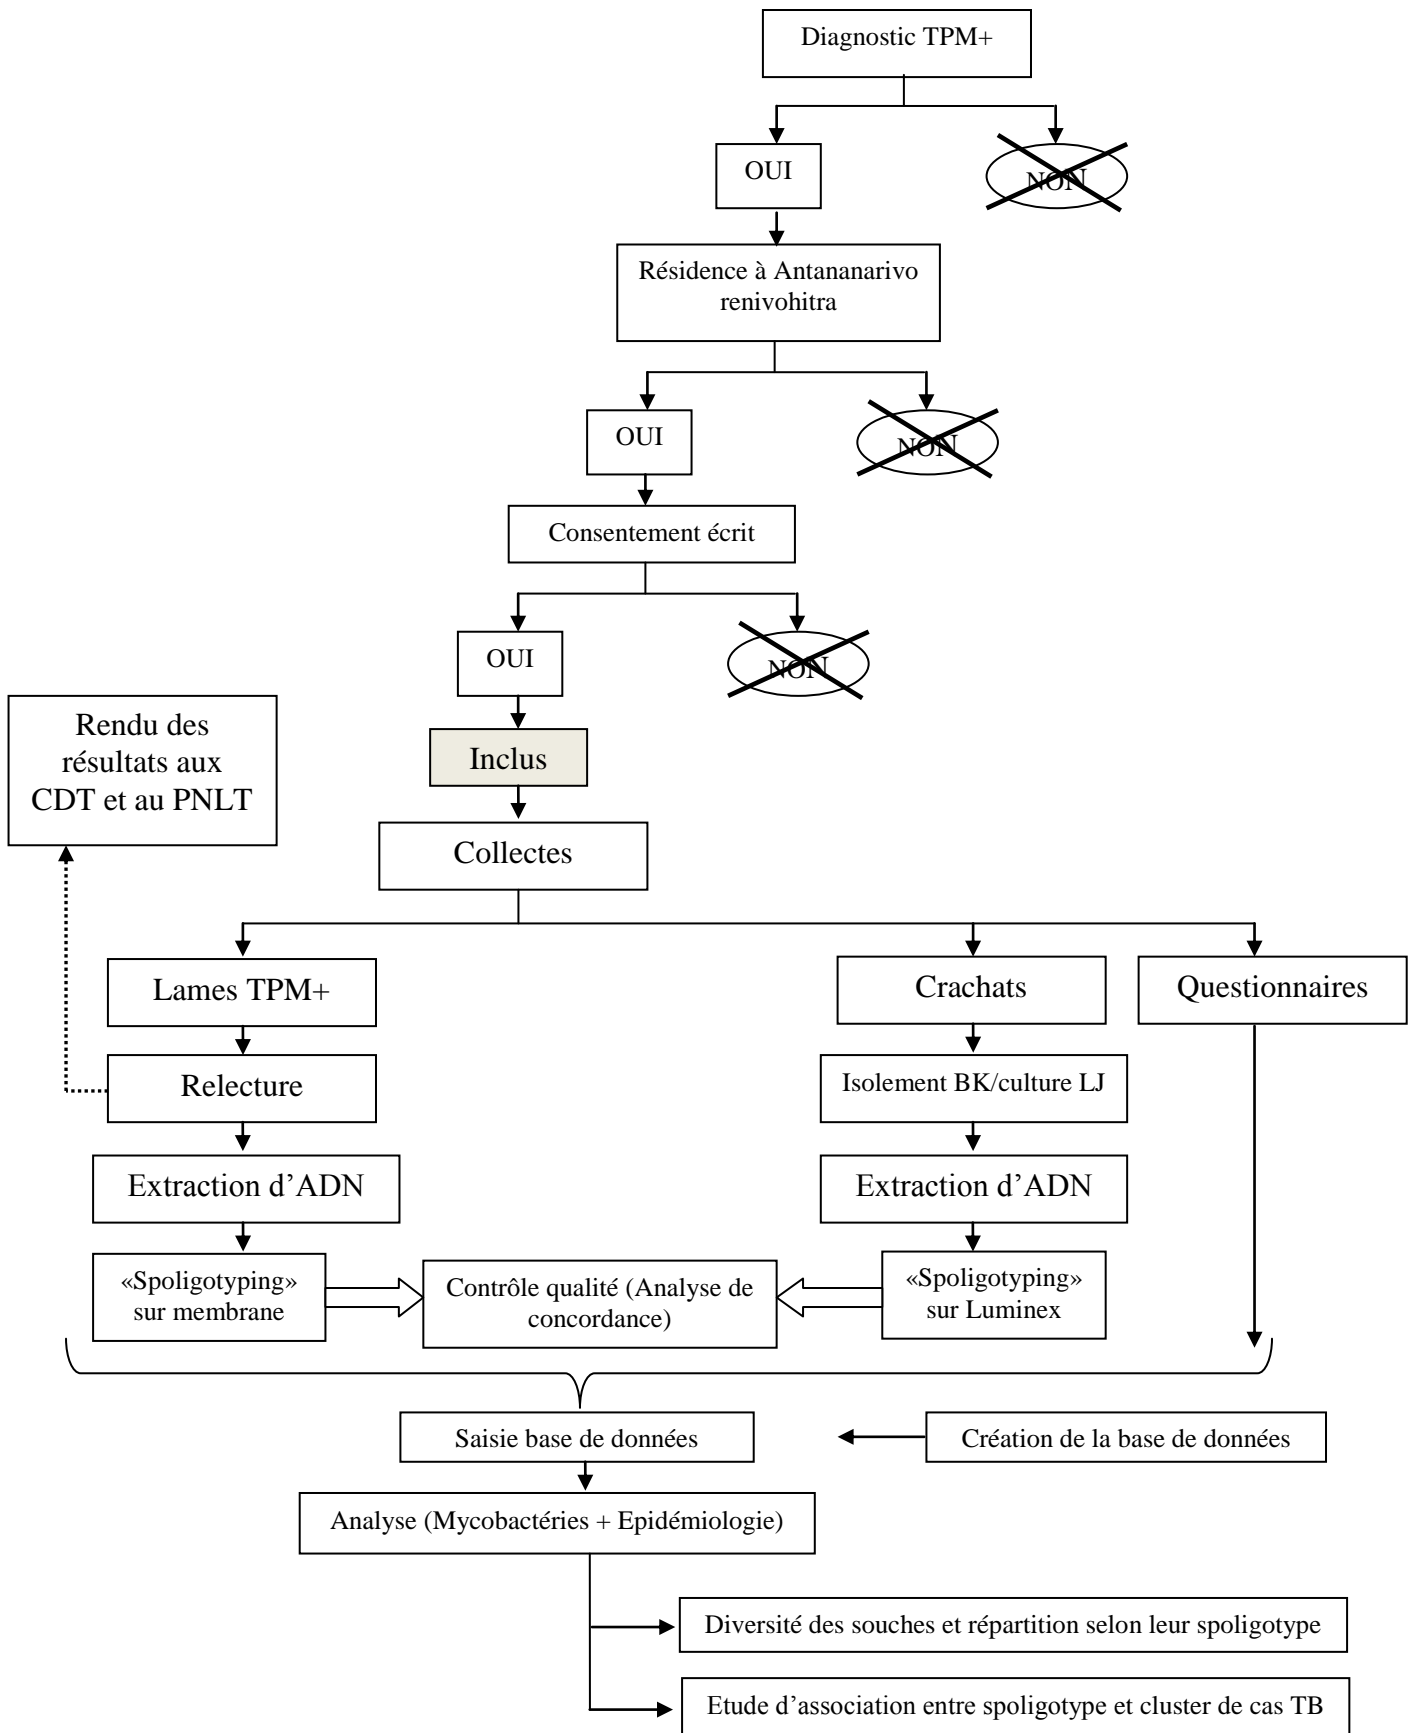 Diagnostic TPM+
OUI
NON
Résidence à Antananarivo
renivohitra
OUI
NON
Consentement écrit
OUI
NON
Rendu des
résultats aux
CDT et au PNLT
Inclus
Collectes
Lames TPM+
Crachats
Questionnaires
Relecture
Isolement BK/culture LJ
Extraction d’ADN
Extraction d’ADN
«Spoligotyping»
sur membrane
Contrôle qualité (Analyse de
concordance)
«Spoligotyping»
sur Luminex
Saisie base de données
Création de la base de données
Analyse (Mycobactéries + Epidémiologie)
Diversité des souches et répartition selon leur spoligotype
Etude d’association entre spoligotype et cluster de cas TB